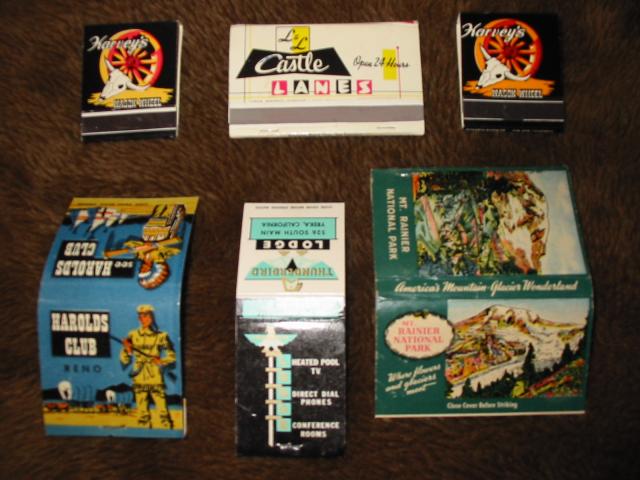 Harvey's
WAGON WHEEL
L & L
Castle
LANES
Open 24 Hours
Harvey's
WAGON WHEEL
SEE
HAROLDS
CLUB
HAROLDS
CLUB
RENO
526 SOUTH MAIN
YREKA, CALIFORNIA
LODGE
THUNDERBIRD
HEATED POOL
TV
DIRECT DIAL
PHONES
CONFERENCE
ROOMS
MT. RAINIER
NATIONAL PARK
America's Mountain-Glacier Wonderland
MT.
RAINIER
NATIONAL
PARK
Where flowers
and glaciers
meet
Close Cover Before Striking